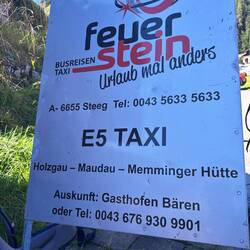 feuer
BUSREISEN
TAXI
stein
Urlaub mal anders
A- 6655 Steeg Tel: 0043 5633 5633
E5 TAXI
Holzgau – Maudau – Memminger Hütte
Auskunft: Gasthofen Bären
oder Tel: 0043 676 930 9901